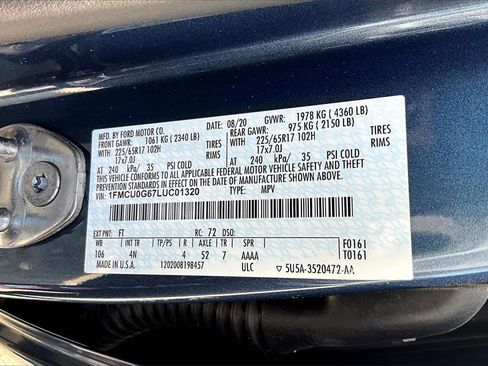 MFD. BY FORD MOTOR CO. 08/20 GVWR: 1978 KG ( 4360 LB)
FRONT GAWR: 1061 KG ( 2340 LB) REAR GAWR: 975 KG ( 2150 LB)
WITH 225/65R17 102H TIRES WITH 225/65R17 102H TIRES
17x7.0J RIMS 17x7.0J RIMS
AT 240 kPa/ 35 PSI COLD AT 240 kPa/ 35 PSI COLD
THIS VEHICLE CONFORMS TO ALL APPLICABLE FEDERAL MOTOR VEHICLE SAFETY AND THEFT
PREVENTION STANDARDS IN EFFECT ON THE DATE OF MANUFACTURE SHOWN ABOVE.
VIN: 1FMCU0G67LUC01320 TYPE: MPV
EXT PNT: FT RC: 72 DSO: F0161
WB INT TR TP/PS R AXLE TR SPR T0161
106 4N 4 52 7 AAAA
MADE IN U.S.A. 1202008198457 ULC ▽ 5U5A-3520472-AA